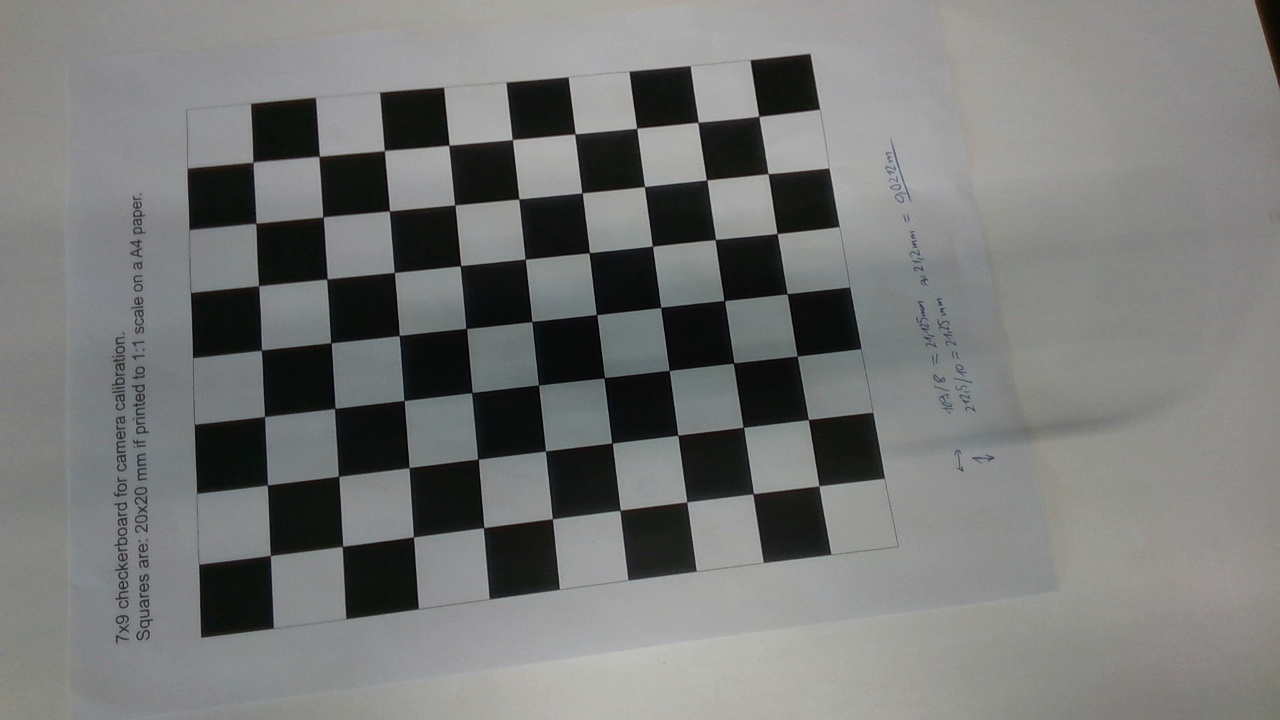 7x9 checkerboard for camera calibration.
Squares are: 20x20 mm if printed to 1:1 scale on a A4 paper.
↔ 169/8 = 21,125mm ≈ 21,2mm = 0,0212m
↕ 212,5/10 = 21,25mm